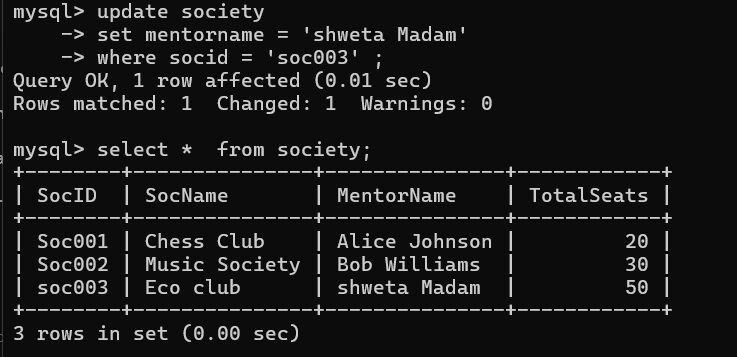 mysql> update society
    -> set mentorname = 'shweta Madam'
    -> where socid = 'soc003' ;
Query OK, 1 row affected (0.01 sec)
Rows matched: 1  Changed: 1  Warnings: 0
mysql> select *  from society;
+--------+---------------+---------------+------------+
| SocID  | SocName       | MentorName    | TotalSeats |
+--------+---------------+---------------+------------+
| Soc001 | Chess Club    | Alice Johnson |         20 |
| Soc002 | Music Society | Bob Williams  |         30 |
| soc003 | Eco club      | shweta Madam  |         50 |
+--------+---------------+---------------+------------+
3 rows in set (0.00 sec)